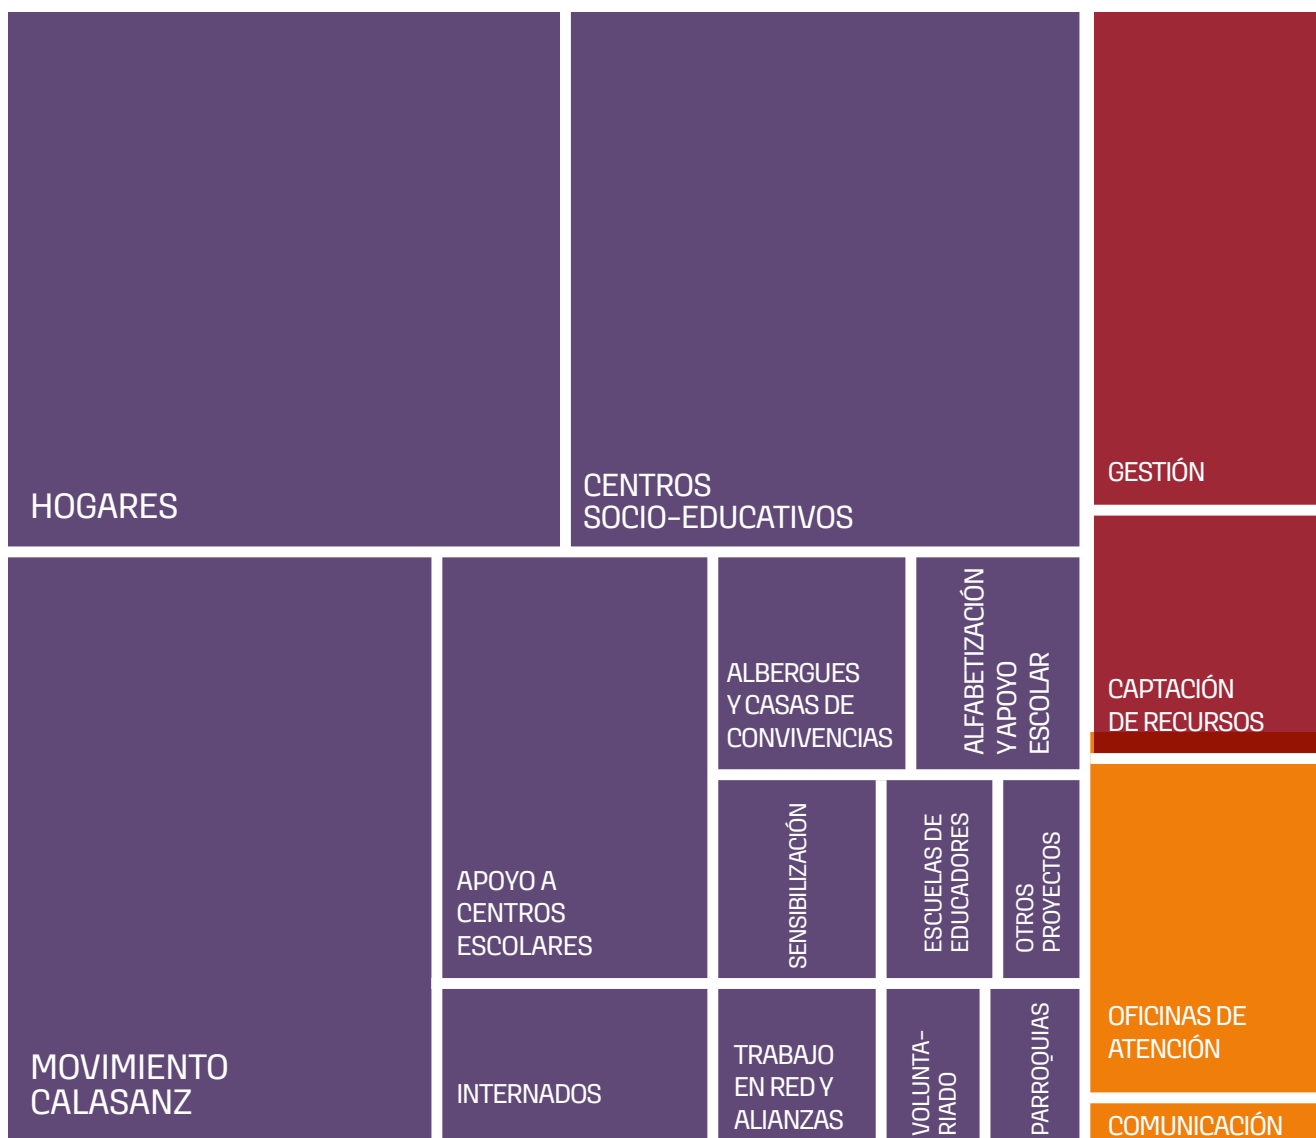 HOGARES
CENTROS
SOCIO-EDUCATIVOS
GESTIÓN
CAPTACIÓN
DE RECURSOS
MOVIMIENTO
CALASANZ
APOYO A
CENTROS
ESCOLARES
INTERNADOS
ALBERGUES
Y CASAS DE
CONVIVENCIAS
ALFABETIZACIÓN
Y APOYO
ESCOLAR
SENSIBILIZACIÓN
ESCUELAS DE
EDUCADORES
OTROS
PROYECTOS
TRABAJO
EN RED Y
ALIANZAS
VOLUNTA-
RIADO
PARROQUIAS
OFICINAS DE
ATENCIÓN
COMUNICACIÓN